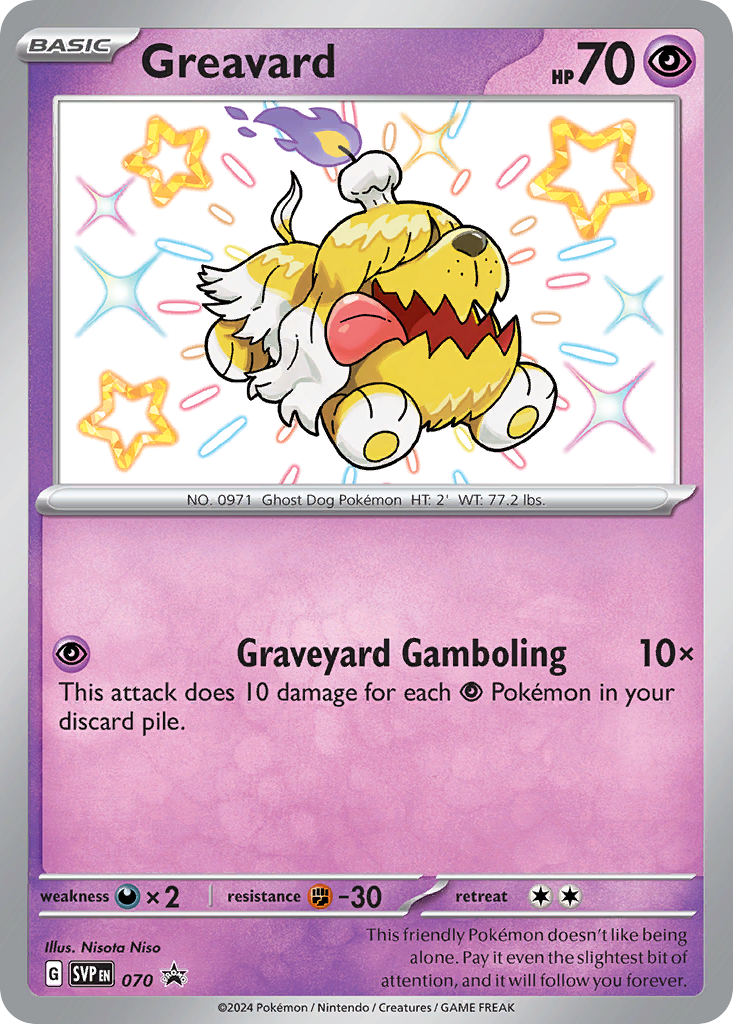 BASIC
Greavard
HP 70
NO. 0971 Ghost Dog Pokémon HT: 2' WT: 77.2 lbs.
Graveyard Gamboling 10×
This attack does 10 damage for each Pokémon in your
discard pile.
weakness ×2 resistance -30 retreat
Illus. Nisota Niso
This friendly Pokémon doesn't like being
alone. Pay it even the slightest bit of
attention, and it will follow you forever.
G SVP EN 070 PROMO
©2024 Pokémon / Nintendo / Creatures / GAME FREAK